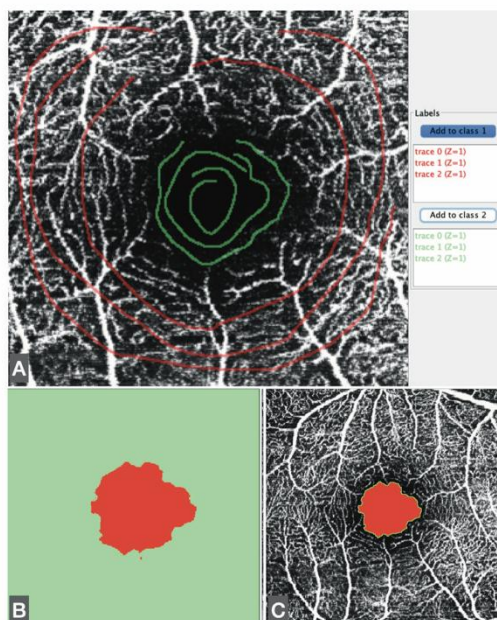 Labels
Add to class 1
trace 0 (Z=1)
trace 1 (Z=1)
trace 2 (Z=1)
Add to class 2
trace 0 (Z=1)
trace 1 (Z=1)
trace 2 (Z=1)
A
B
C